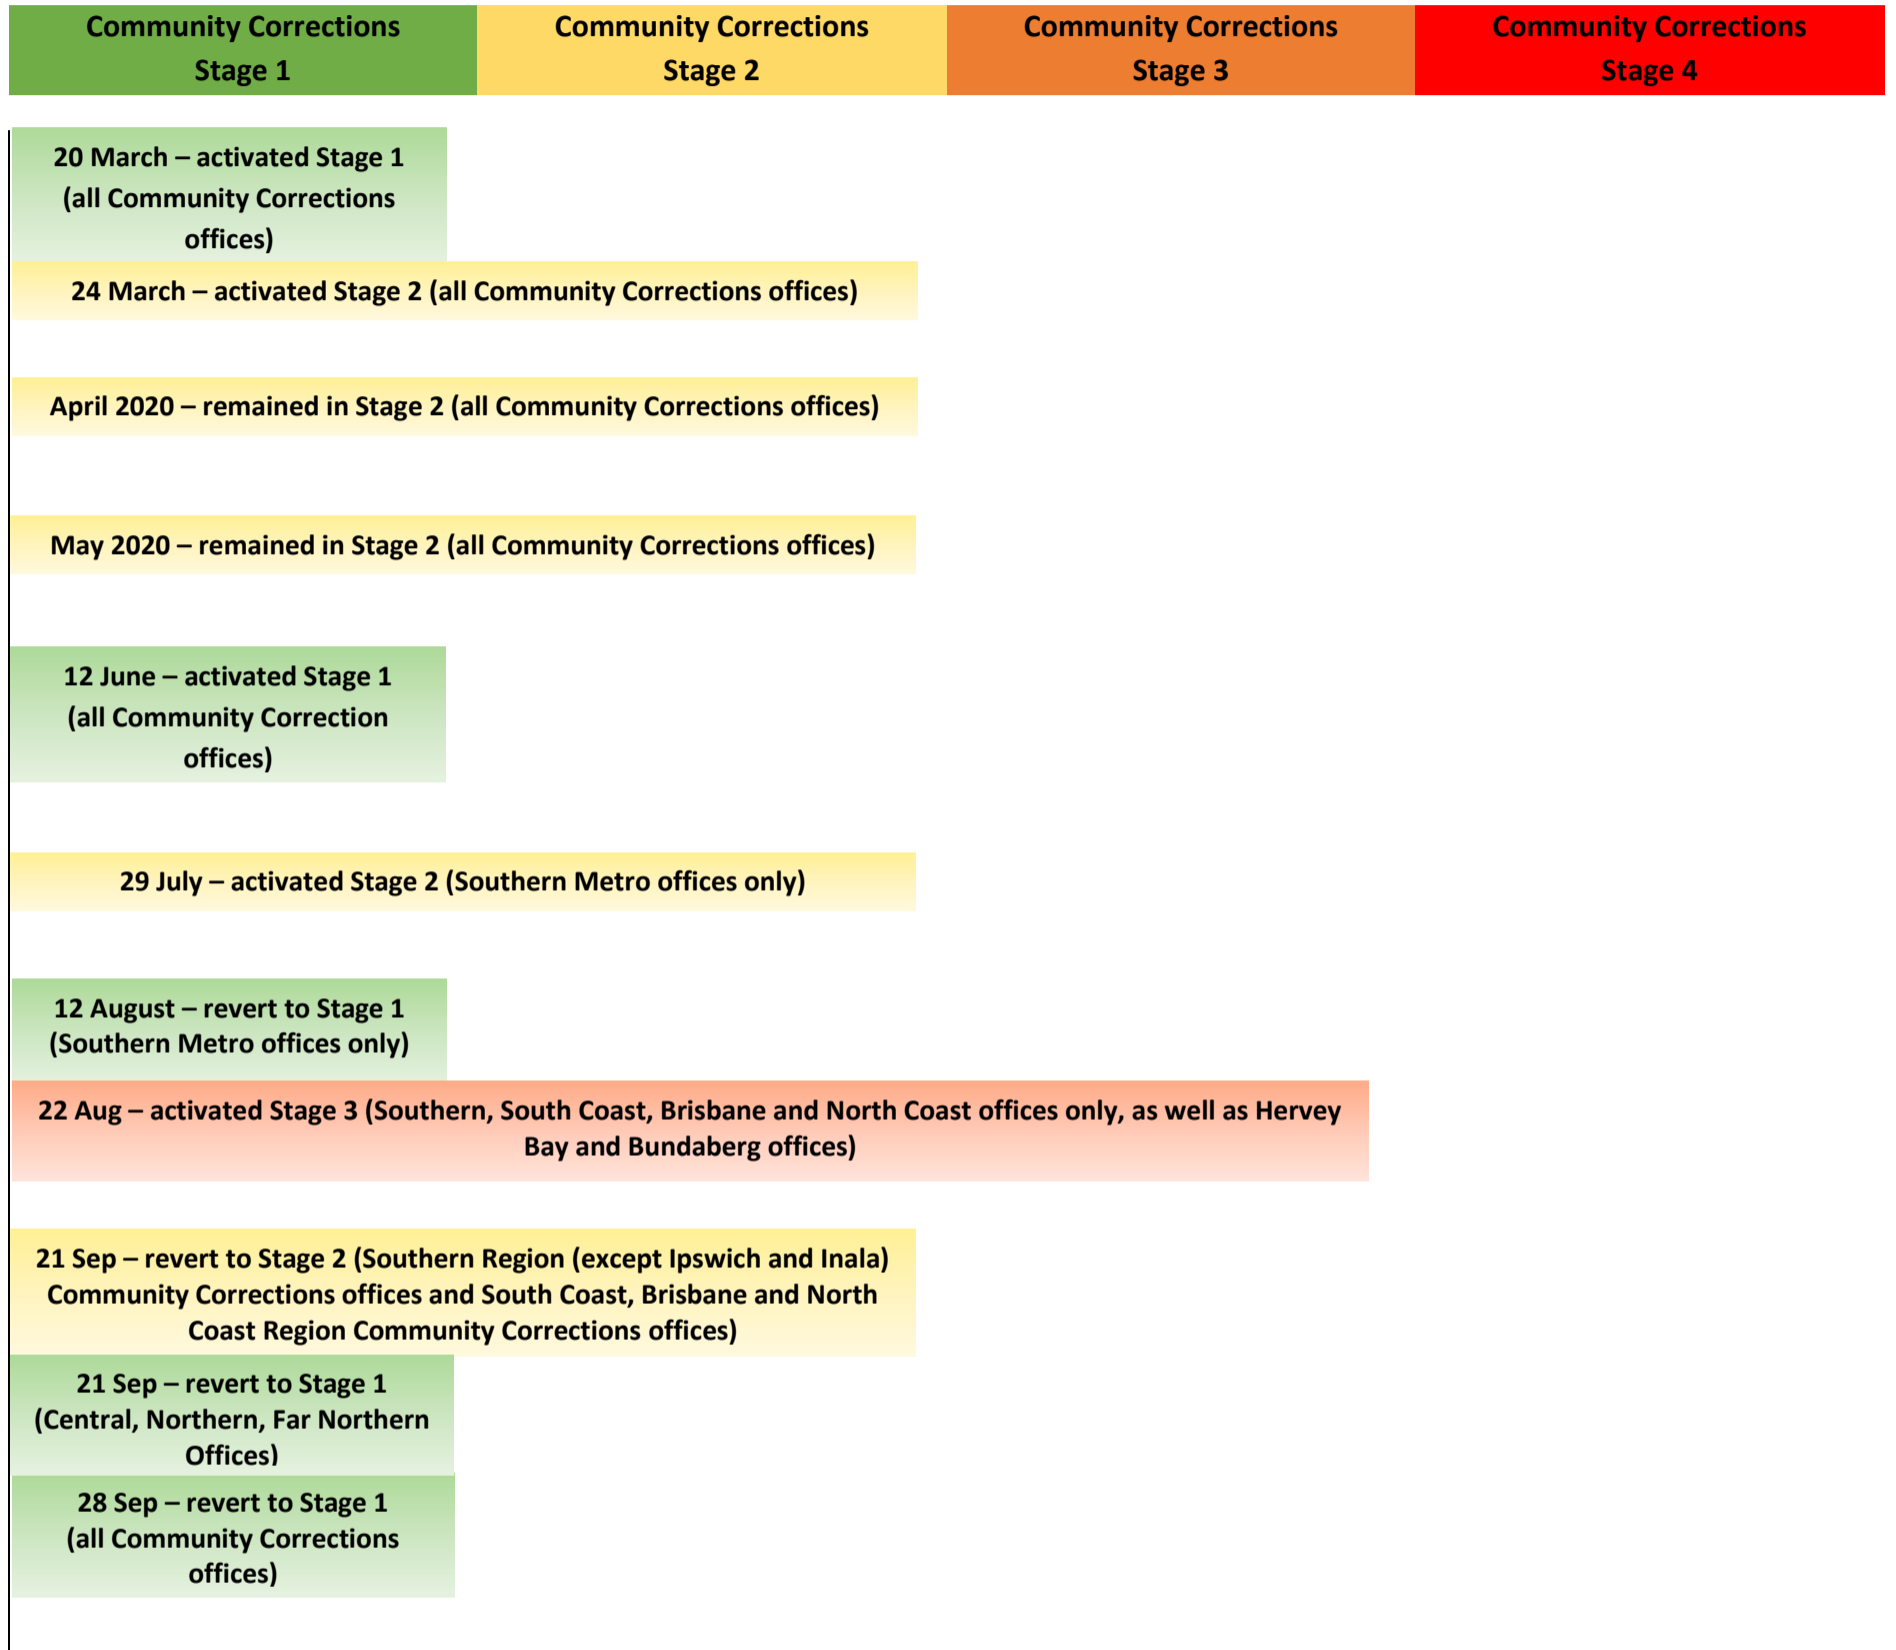 Community Corrections
Stage 1
Community Corrections
Stage 2
Community Corrections
Stage 3
Community Corrections
Stage 4
20 March – activated Stage 1
(all Community Corrections
offices)
24 March – activated Stage 2 (all Community Corrections offices)
April 2020 – remained in Stage 2 (all Community Corrections offices)
May 2020 – remained in Stage 2 (all Community Corrections offices)
12 June – activated Stage 1
(all Community Correction
offices)
29 July – activated Stage 2 (Southern Metro offices only)
12 August – revert to Stage 1
(Southern Metro offices only)
22 Aug – activated Stage 3 (Southern, South Coast, Brisbane and North Coast offices only, as well as Hervey
Bay and Bundaberg offices)
21 Sep – revert to Stage 2 (Southern Region (except Ipswich and Inala)
Community Corrections offices and South Coast, Brisbane and North
Coast Region Community Corrections offices)
21 Sep – revert to Stage 1
(Central, Northern, Far Northern
Offices)
28 Sep – revert to Stage 1
(all Community Corrections
offices)